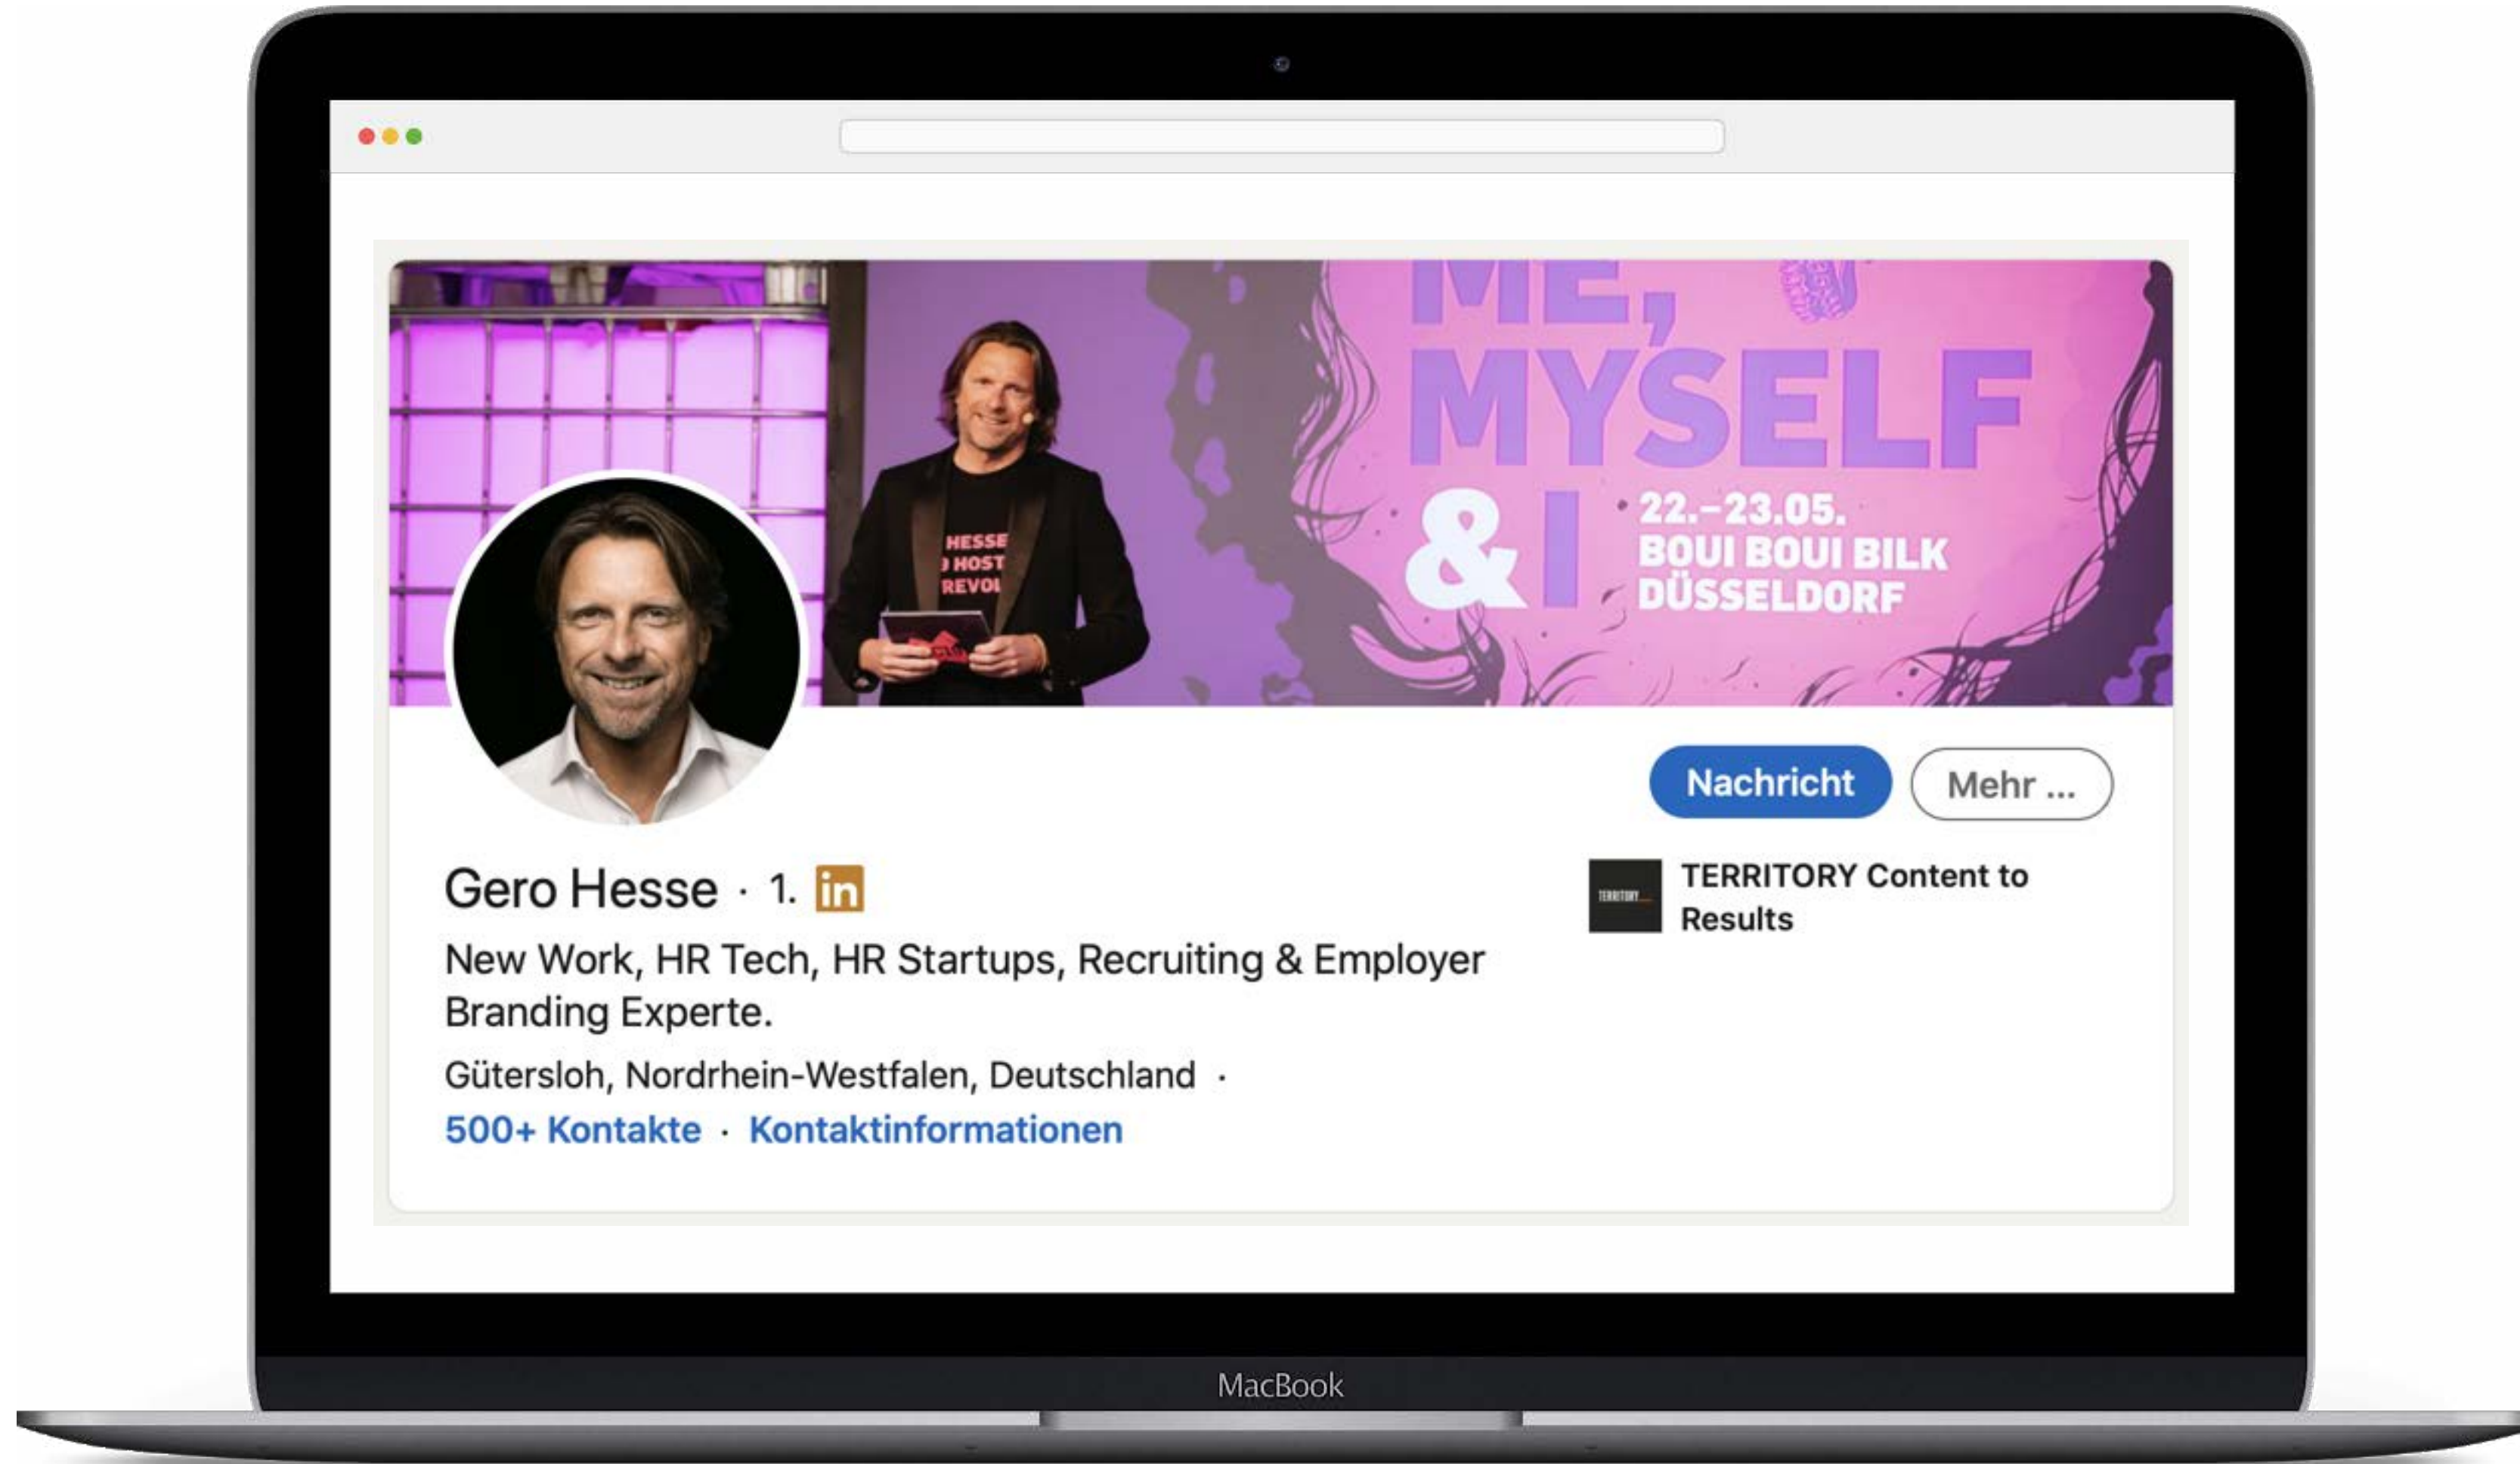 ME,
MYSELF
& I
22.–23.05.
BOUI BOUI BILK
DÜSSELDORF
HESSE
HOST
REVOL
Nachricht
Mehr ...
Gero Hesse · 1. in
TERRITORY
TERRITORY Content to
Results
New Work, HR Tech, HR Startups, Recruiting & Employer
Branding Experte.
Gütersloh, Nordrhein-Westfalen, Deutschland ·
500+ Kontakte · Kontaktinformationen
MacBook